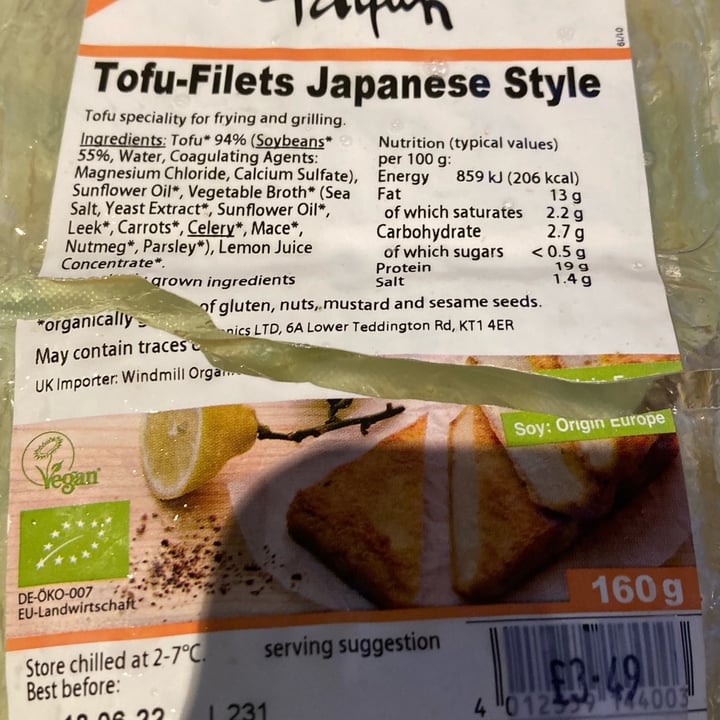 Taifun
01/19
Tofu-Filets Japanese Style
Tofu speciality for frying and grilling.
Ingredients: Tofu* 94% (Soybeans*
55%, Water, Coagulating Agents:
Magnesium Chloride, Calcium Sulfate),
Sunflower Oil*, Vegetable Broth* (Sea
Salt, Yeast Extract*, Sunflower Oil*,
Leek*, Carrots*, Celery*, Mace*,
Nutmeg*, Parsley*), Lemon Juice
Concentrate*.
Nutrition (typical values)
per 100 g:
Energy 859 kJ (206 kcal)
Fat 13 g
of which saturates 2.2 g
Carbohydrate 2.7 g
of which sugars < 0.5 g
Protein 19 g
Salt 1.4 g
*organically grown ingredients
May contain traces of gluten, nuts, mustard and sesame seeds.
UK Importer: Windmill Organics LTD, 6A Lower Teddington Rd, KT1 4ER
Soy: Origin Europe
Vegan
DE-ÖKO-007
EU-Landwirtschaft
160 g
serving suggestion
Store chilled at 2-7°C.
Best before:
L 231
£3.49